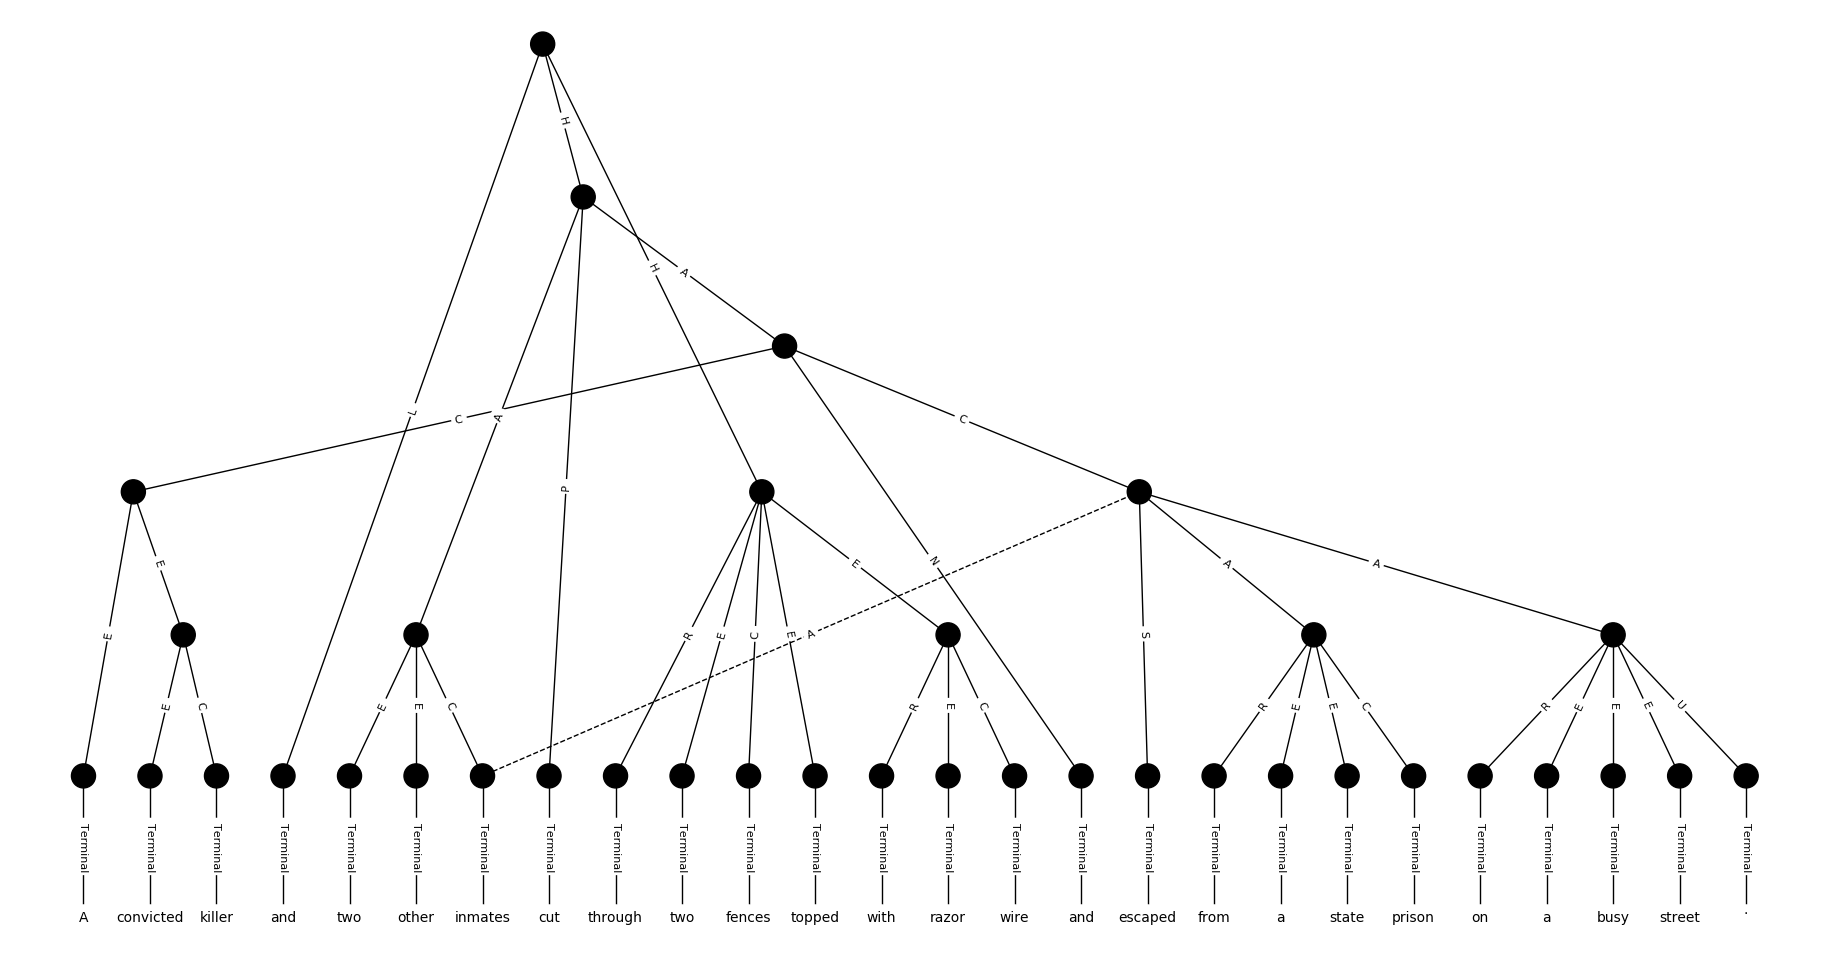 H
H
A
L
C
A
C
P
E
E
N
A
A
E
R
E
C
E
A
S
E
C
E
E
C
R
E
C
R
E
E
C
R
E
E
E
U
Terminal Terminal Terminal Terminal Terminal Terminal Terminal Terminal Terminal Terminal Terminal Terminal Terminal Terminal Terminal Terminal Terminal Terminal Terminal Terminal Terminal Terminal Terminal Terminal Terminal Terminal
A convicted killer and two other inmates cut through two fences topped with razor wire and escaped from a state prison on a busy street .